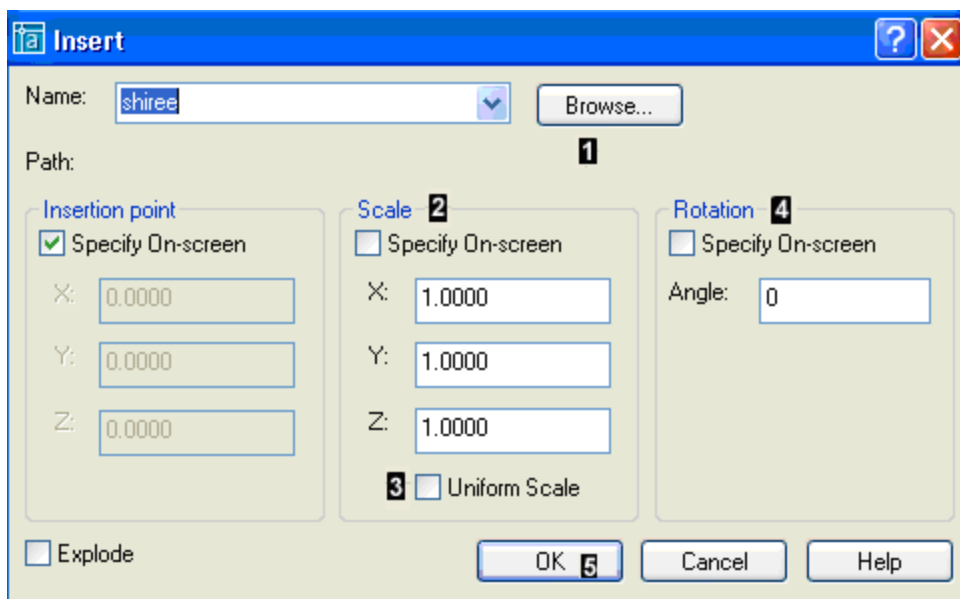 Insert
Name: shiree Browse...
1
Path:
Insertion point
Specify On-screen
X: 0.0000
Y: 0.0000
Z: 0.0000
Scale 2
Specify On-screen
X: 1.0000
Y: 1.0000
Z: 1.0000
3 Uniform Scale
Rotation 4
Specify On-screen
Angle: 0
Explode
OK 5 Cancel Help